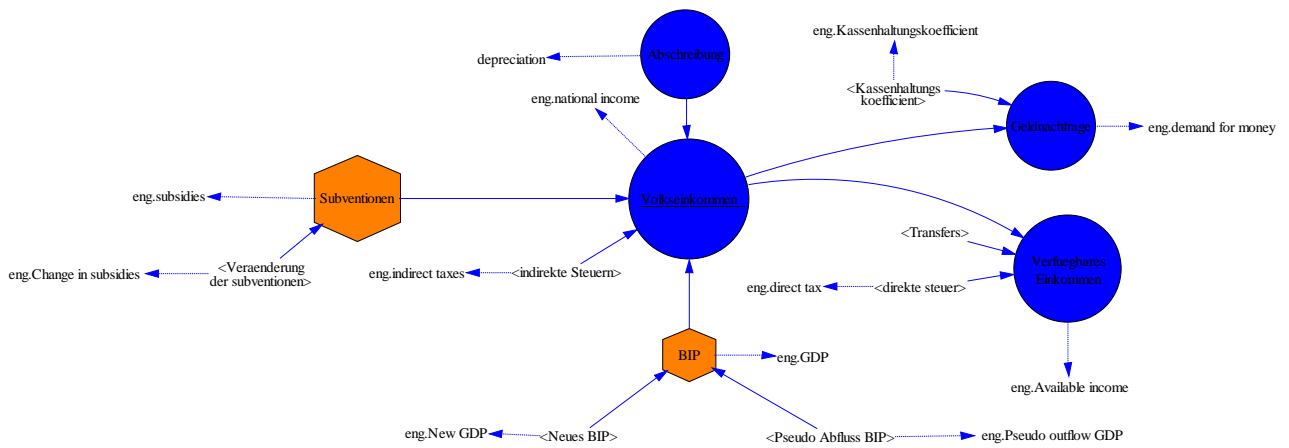 eng.Kassenhaltungskoefficient
Abschreibung
depreciation
<Kassenhaltungs
koefficient>
eng.national income
Geldnachfrage
eng.demand for money
eng.subsidies
Subventionen
Volkseinkommen
<Transfers>
Verfuegbares
Einkommen
eng.Change in subsidies
<Veraenderung
der subventionen>
eng.indirect taxes
<indirekte Steuern>
eng.direct tax
<direkte steuer>
BIP
eng.GDP
eng.Available income
eng.New GDP
<Neues BIP>
<Pseudo Abfluss BIP>
eng.Pseudo outflow GDP